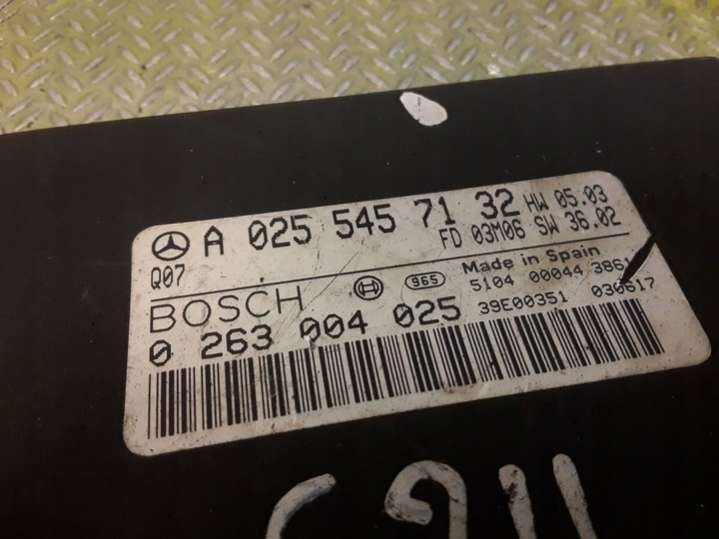 A 025 545 71 32 HW 05.03
Q07 FD 03M06 SW 36.02
BOSCH 965 Made in Spain
5104 00044 3861
0 263 004 025 39E00351 030617